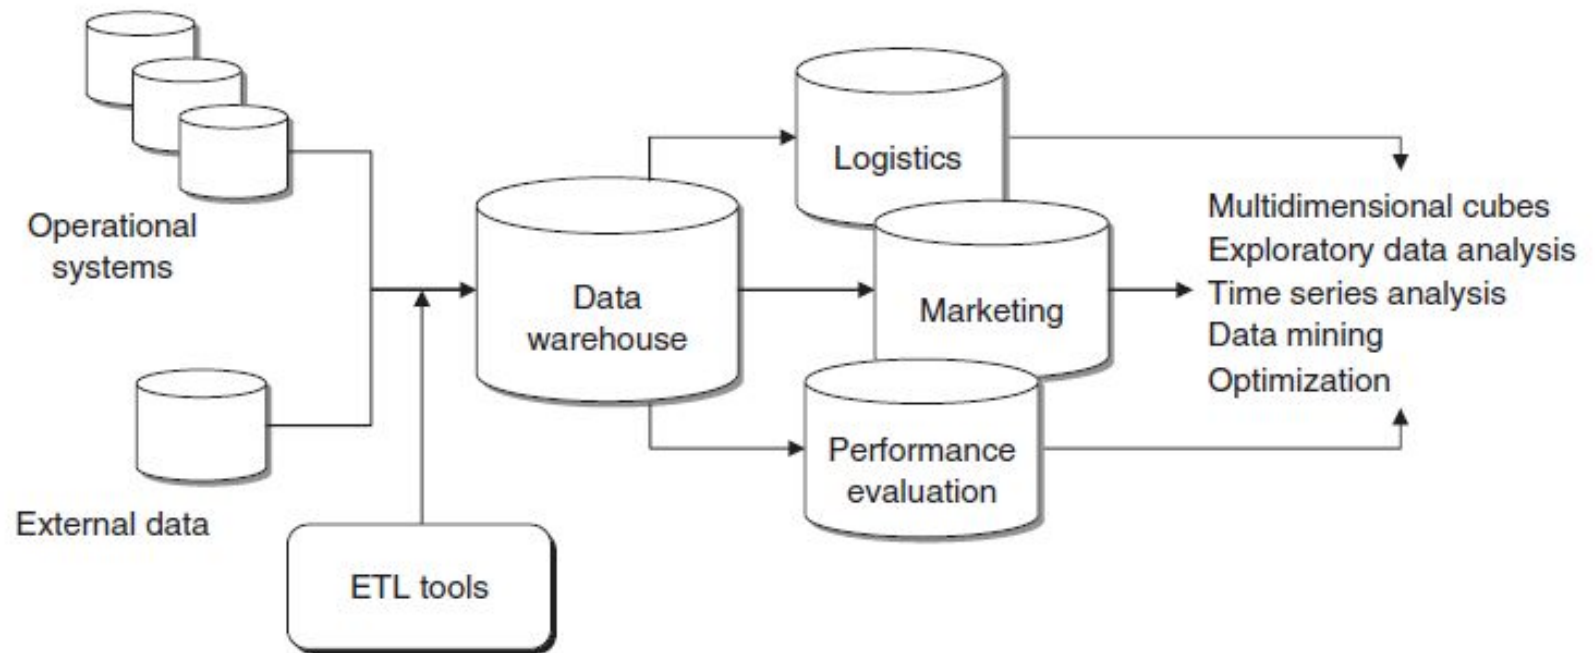 Operational
systems
External data
ETL tools
Data
warehouse
Logistics
Marketing
Performance
evaluation
Multidimensional cubes
Exploratory data analysis
Time series analysis
Data mining
Optimization